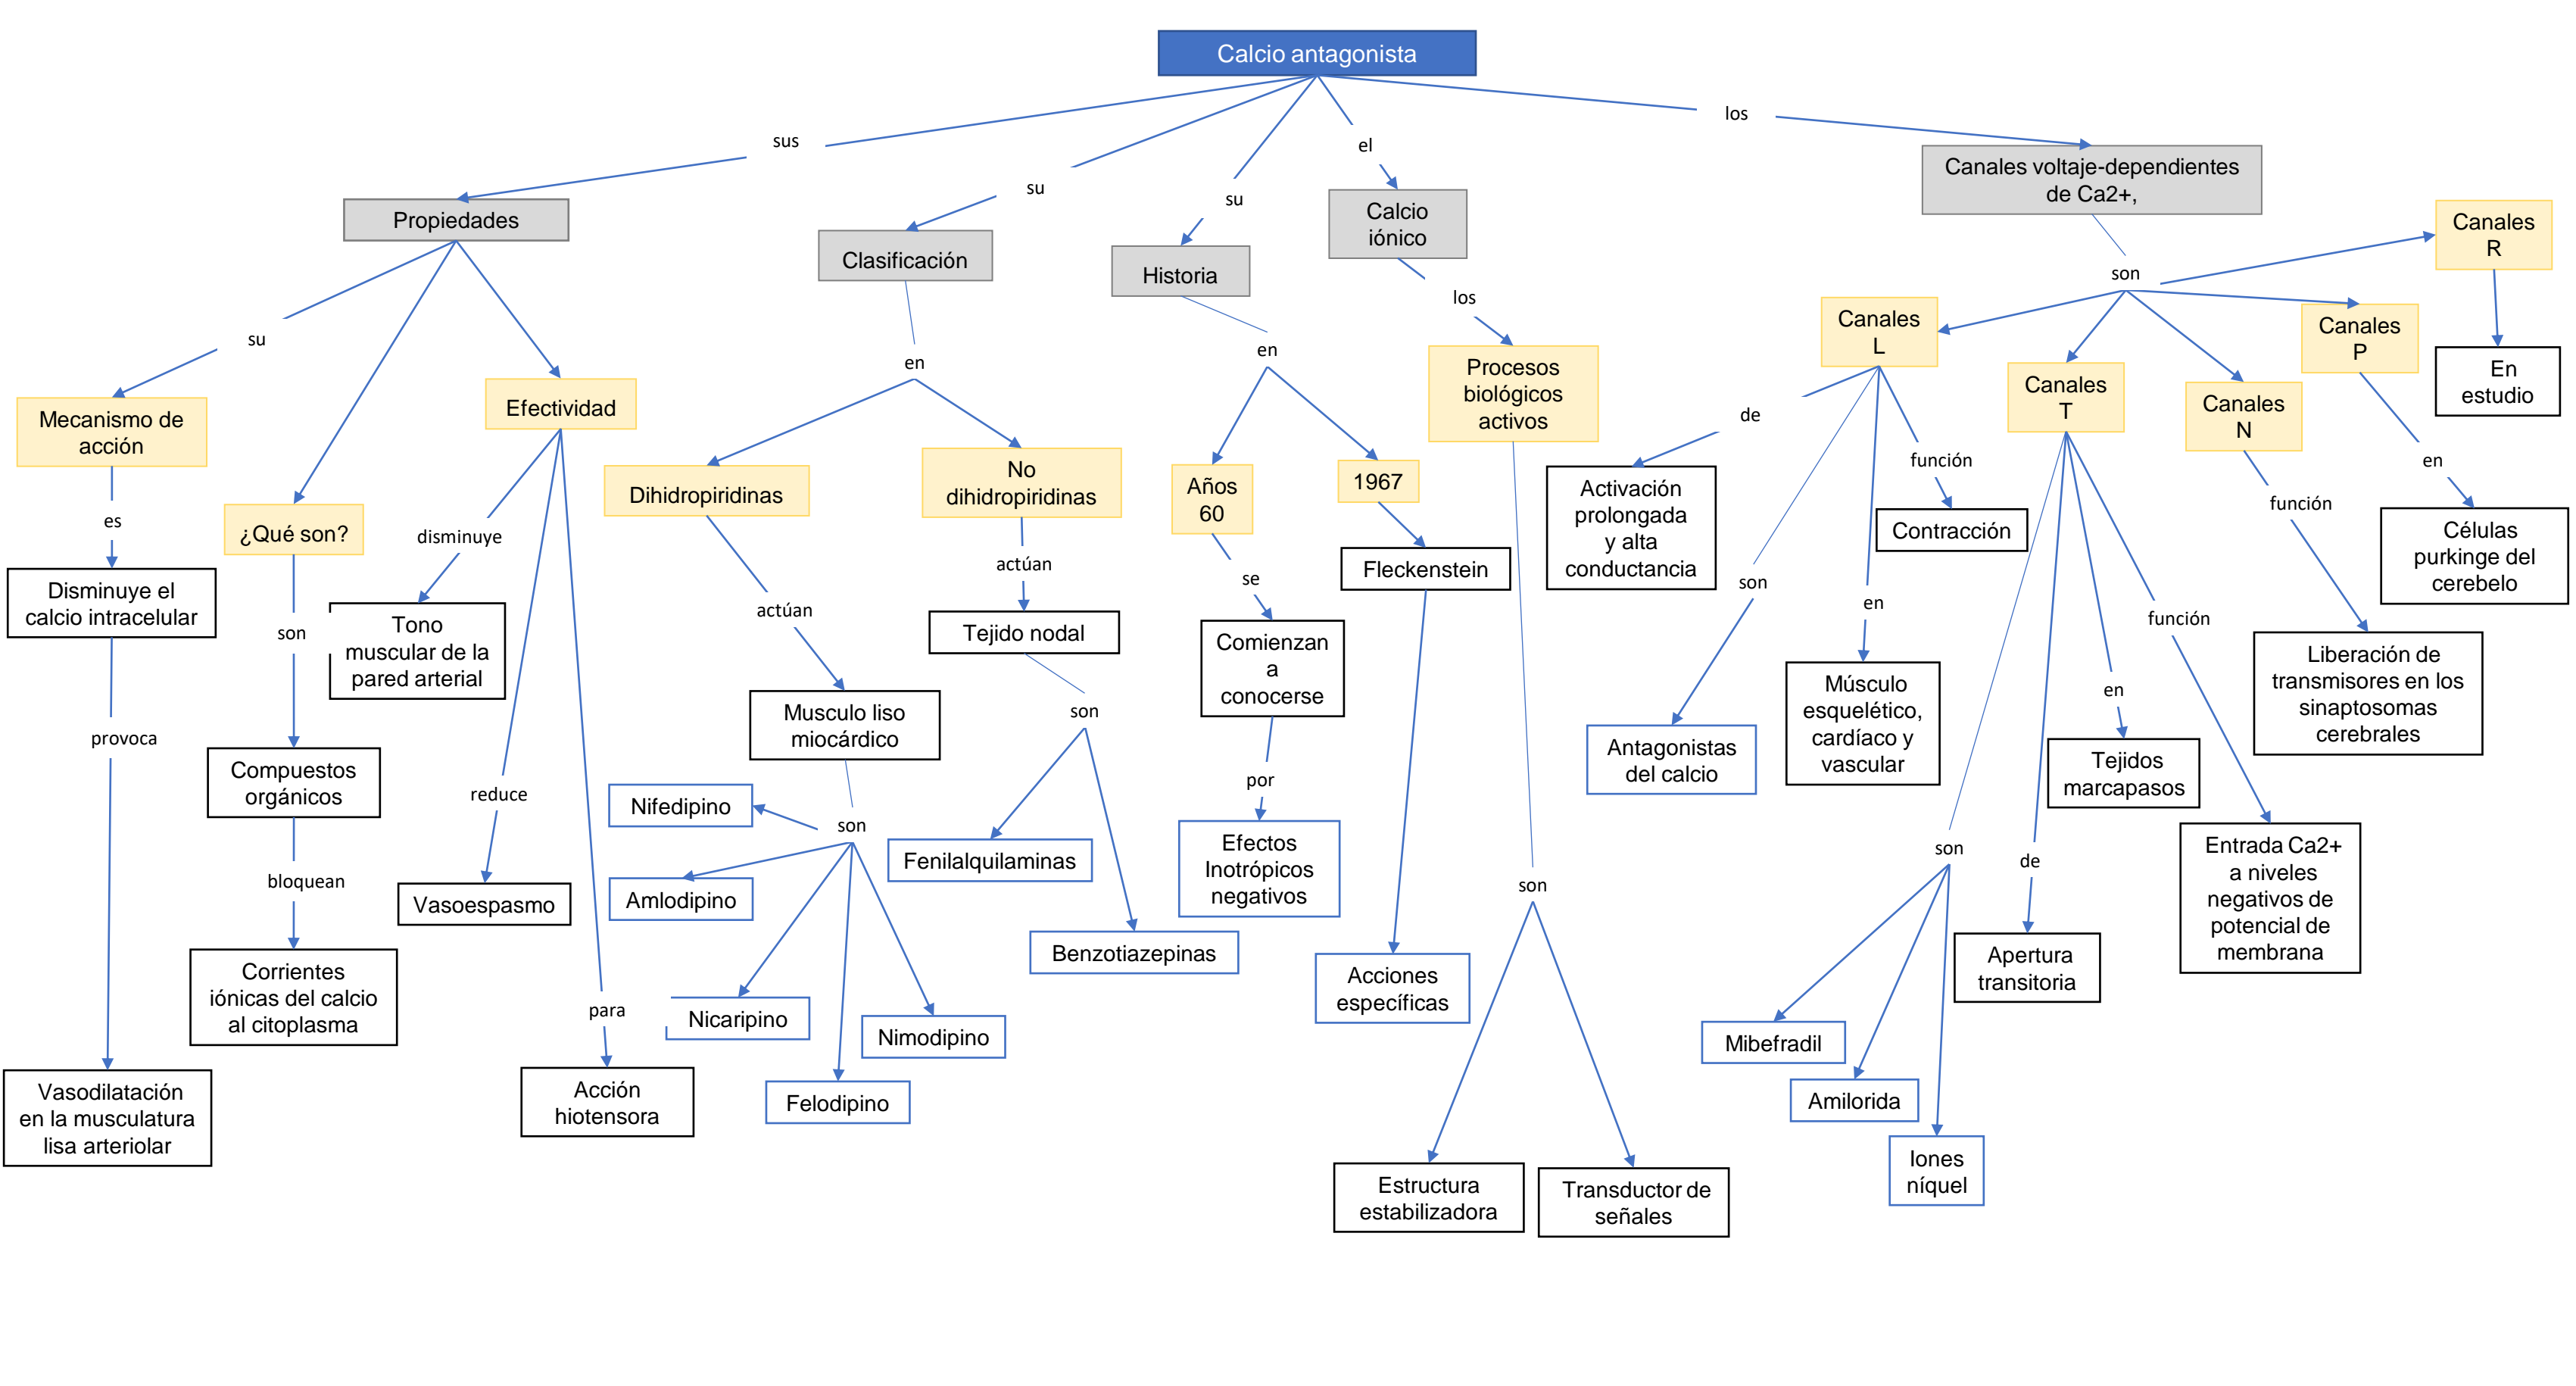 Calcio antagonista
sus
su
su
el
los
Propiedades
su
Mecanismo de
acción
es
Disminuye el
calcio intracelular
provoca
Vasodilatación
en la musculatura
lisa arteriolar
¿Qué son?
son
Compuestos
orgánicos
bloquean
Corrientes
iónicas del calcio
al citoplasma
Efectividad
disminuye
Tono
muscular de la
pared arterial
reduce
Vasoespasmo
para
Acción
hiotensora
Clasificación
en
Dihidropiridinas
actúan
Musculo liso
miocárdico
son
Nifedipino
Amlodipino
Nicaripino
Felodipino
Nimodipino
No
dihidropiridinas
actúan
Tejido nodal
son
Fenilalquilaminas
Benzotiazepinas
Historia
en
Años
60
se
Comienzan
a
conocerse
por
Efectos
Inotrópicos
negativos
1967
Fleckenstein
Acciones
específicas
Calcio
iónico
los
Procesos
biológicos
activos
son
Estructura
estabilizadora
Transductor de
señales
Canales voltaje-dependientes
de Ca2+,
son
Canales
L
de
Activación
prolongada
y alta
conductancia
son
Antagonistas
del calcio
en
Músculo
esquelético,
cardíaco y
vascular
función
Contracción
Canales
T
son
Mibefradil
Amilorida
Iones
níquel
de
Apertura
transitoria
en
Tejidos
marcapasos
función
Entrada Ca2+
a niveles
negativos de
potencial de
membrana
Canales
N
función
Liberación de
transmisores en los
sinaptosomas
cerebrales
Canales
P
en
Células
purkinge del
cerebelo
Canales
R
En
estudio